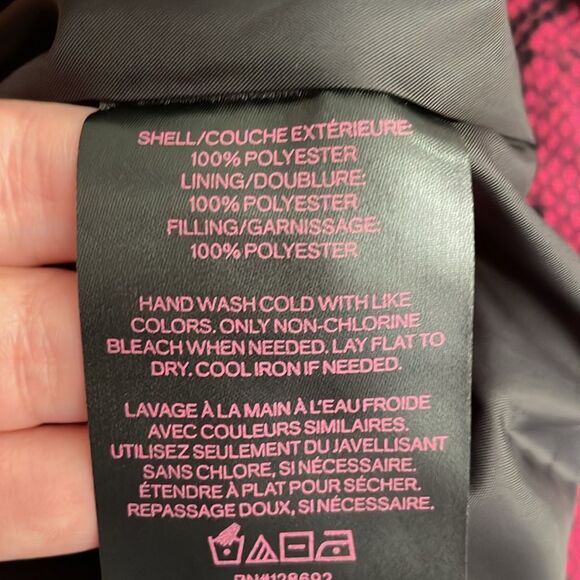 SHELL/COUCHE EXTÉRIEURE:
100% POLYESTER
LINING/DOUBLURE:
100% POLYESTER
FILLING/GARNISSAGE:
100% POLYESTER
HAND WASH COLD WITH LIKE
COLORS. ONLY NON-CHLORINE
BLEACH WHEN NEEDED. LAY FLAT TO
DRY. COOL IRON IF NEEDED.
LAVAGE À LA MAIN À L'EAU FROIDE
AVEC COULEURS SIMILAIRES.
UTILISEZ SEULEMENT DU JAVELLISANT
SANS CHLORE, SI NÉCESSAIRE.
ÉTENDRE À PLAT POUR SÉCHER.
REPASSAGE DOUX, SI NÉCESSAIRE.
RN#128692